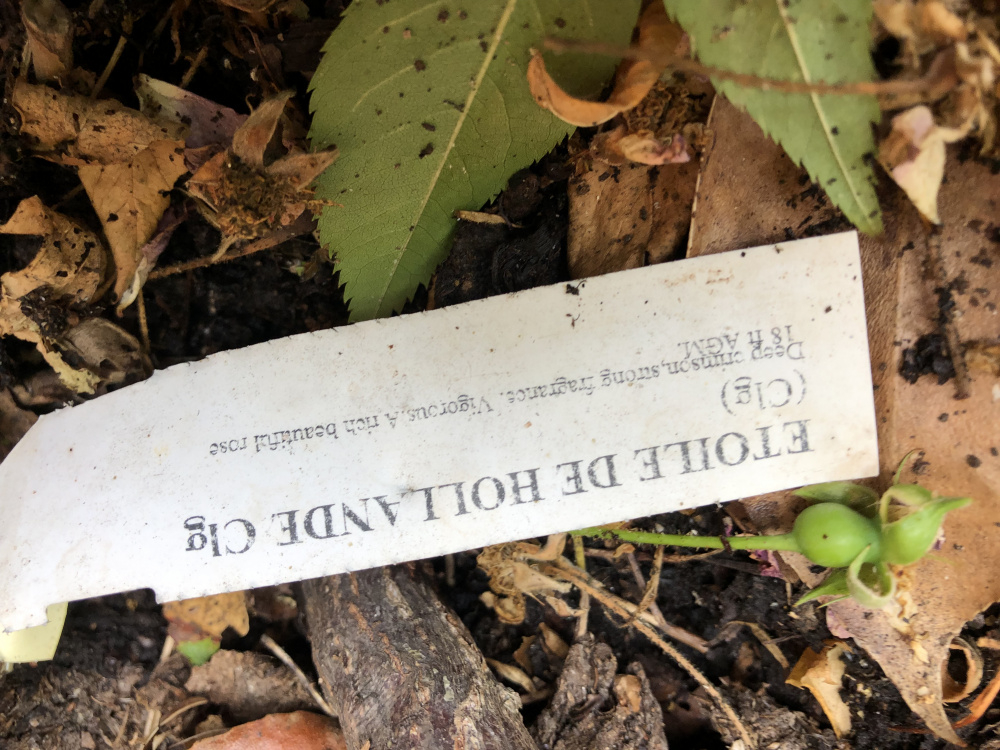 ETOILE DE HOLLANDE Clg
(Clg)
Deep crimson,strong fragrance. Vigorous.A rich beautiful rose
18 ft AGM.